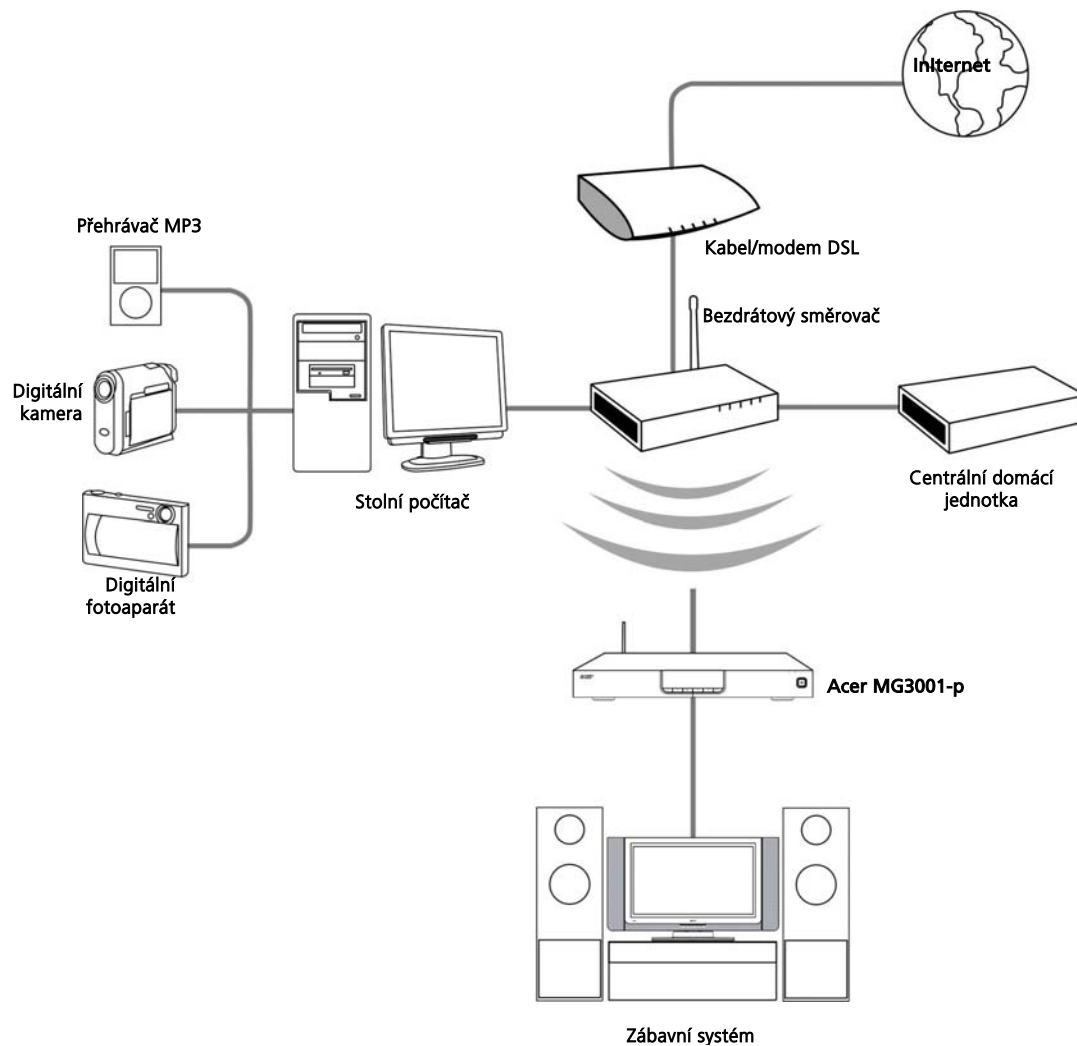 InIternet
Kabel/modem DSL
Přehrávač MP3
Bezdrátový směrovač
Digitální
kamera
Stolní počítač
Centrální domácí
jednotka
Digitální
fotoaparát
Acer MG3001-p
Zábavní systém